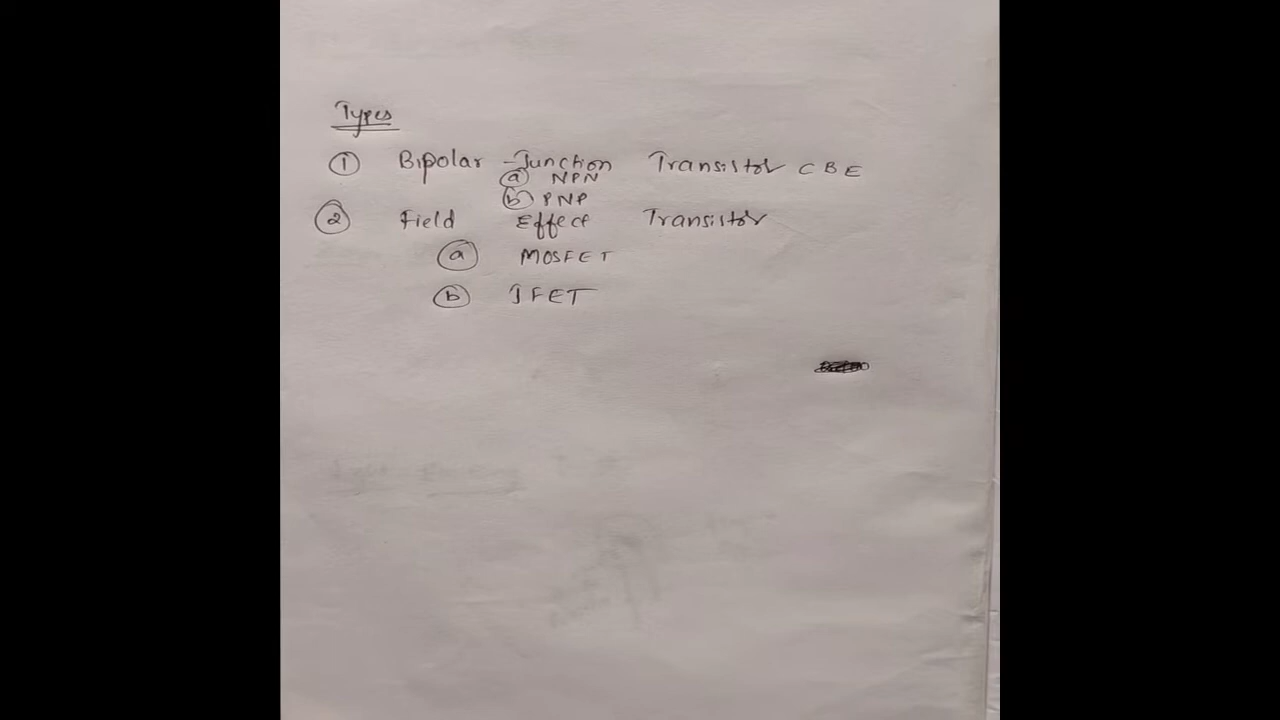 Types
① Bipolar Junction Transistor CBE
ⓐ NPN
ⓑ PNP
② Field Effect Transistor
ⓐ MOSFET
ⓑ JFET